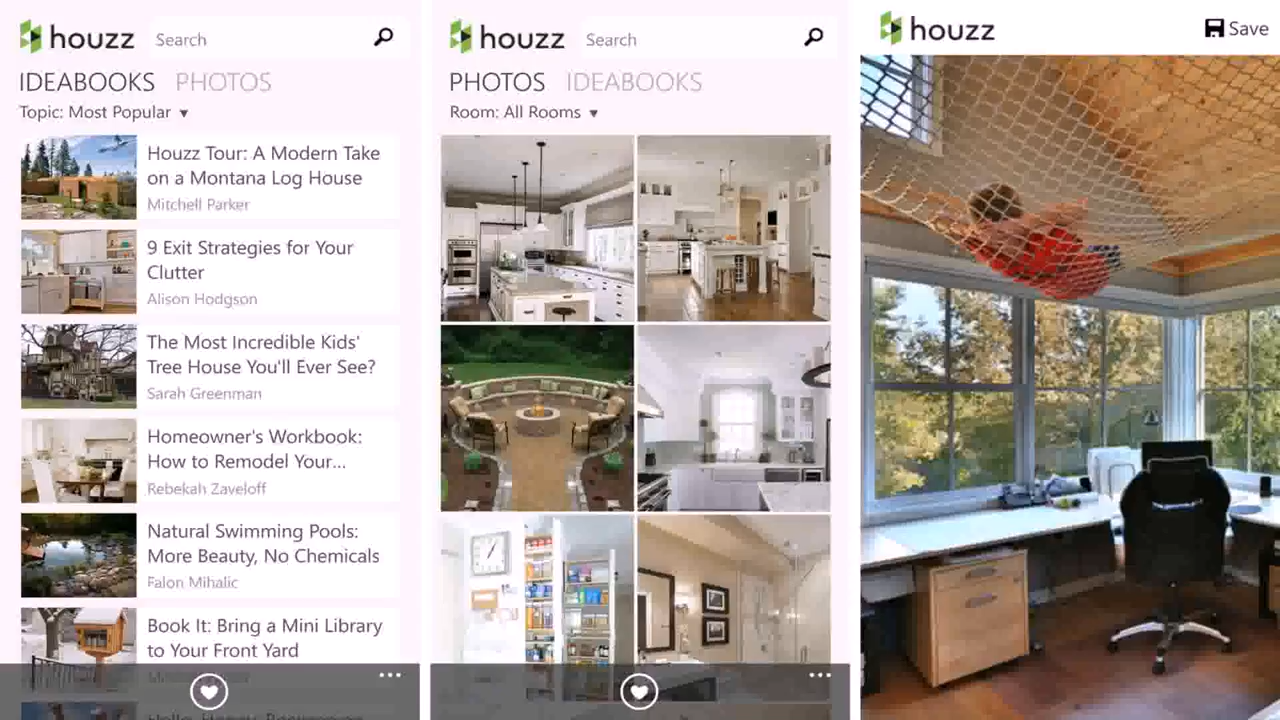 houzz
Search
IDEABOOKS PHOTOS
Topic: Most Popular
Houzz Tour: A Modern Take
on a Montana Log House
Mitchell Parker
9 Exit Strategies for Your
Clutter
Alison Hodgson
The Most Incredible Kids'
Tree House You'll Ever See?
Sarah Greenman
Homeowner's Workbook:
How to Remodel Your...
Rebekah Zaveloff
Natural Swimming Pools:
More Beauty, No Chemicals
Falon Mihalic
Book It: Bring a Mini Library
to Your Front Yard
houzz
Search
PHOTOS IDEABOOKS
Room: All Rooms
houzz
Save